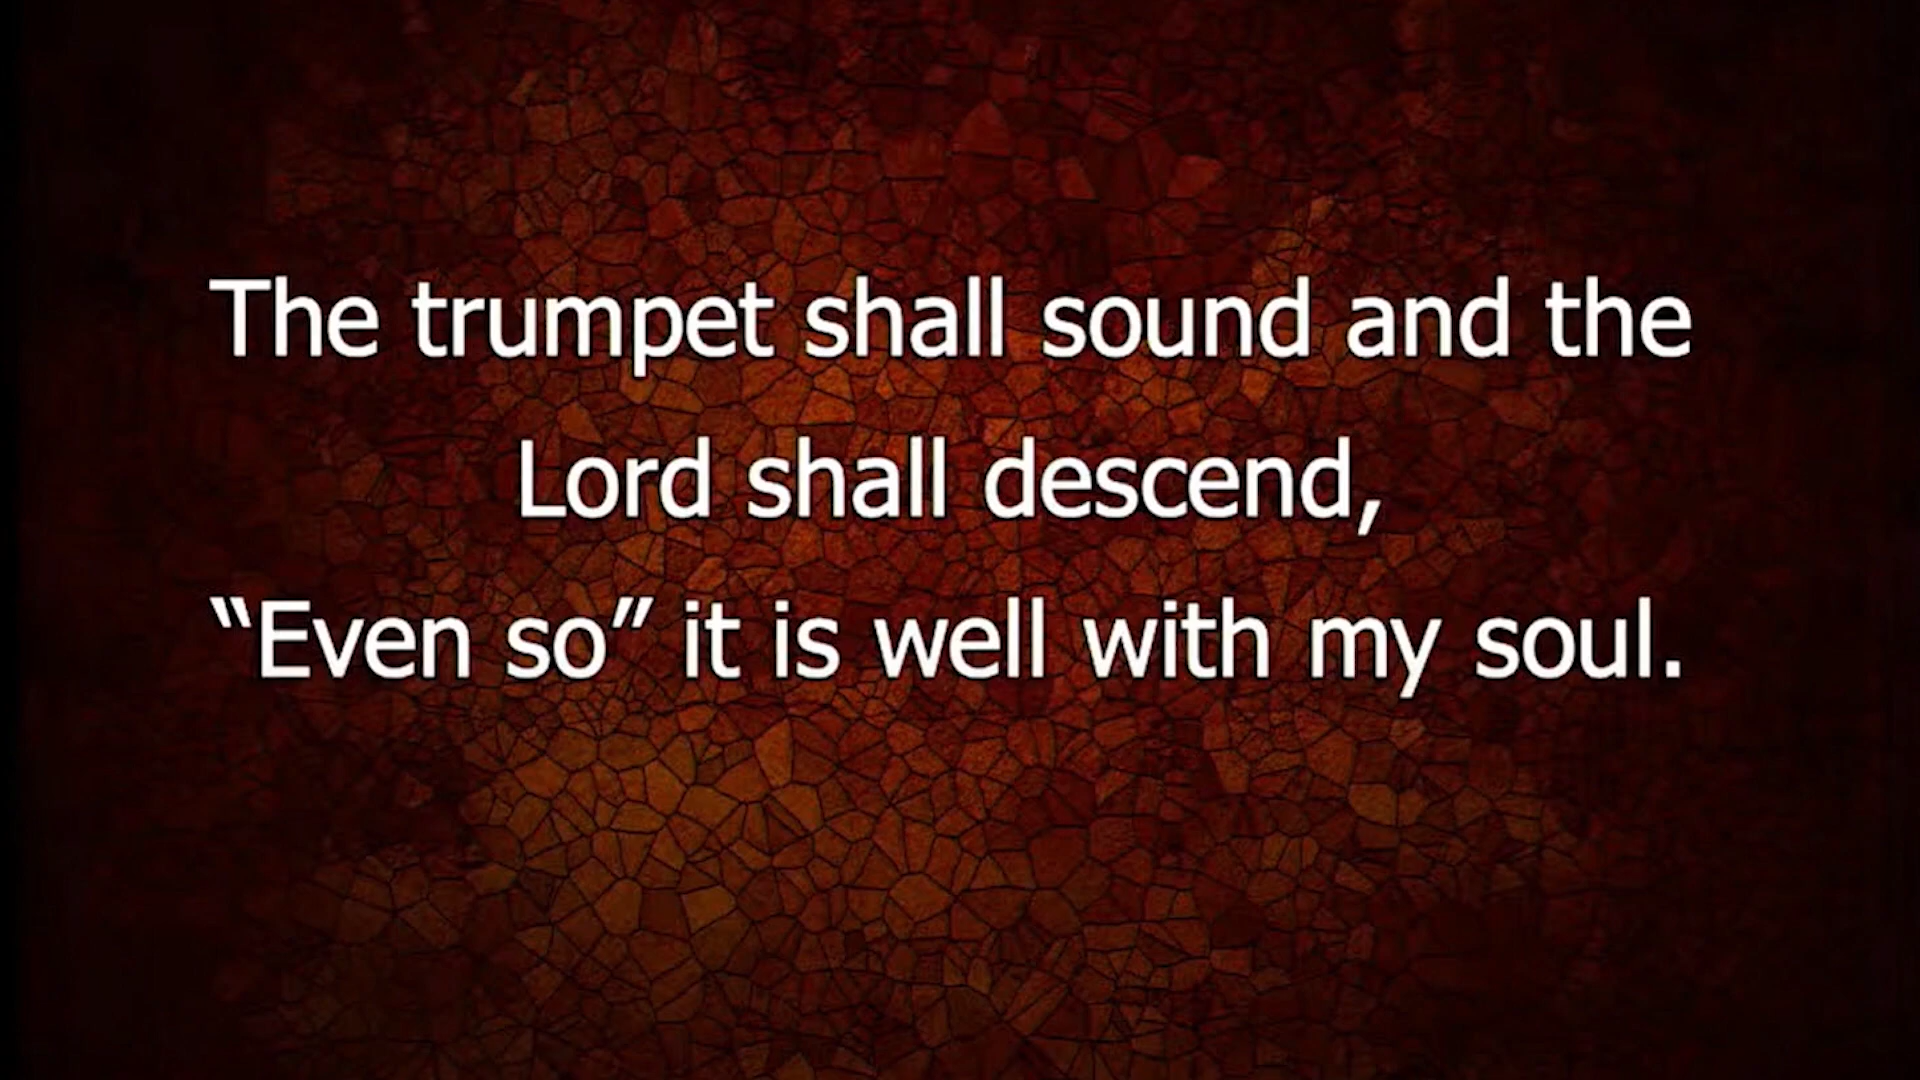 The trumpet shall sound and the
Lord shall descend,
“Even so” it is well with my soul.